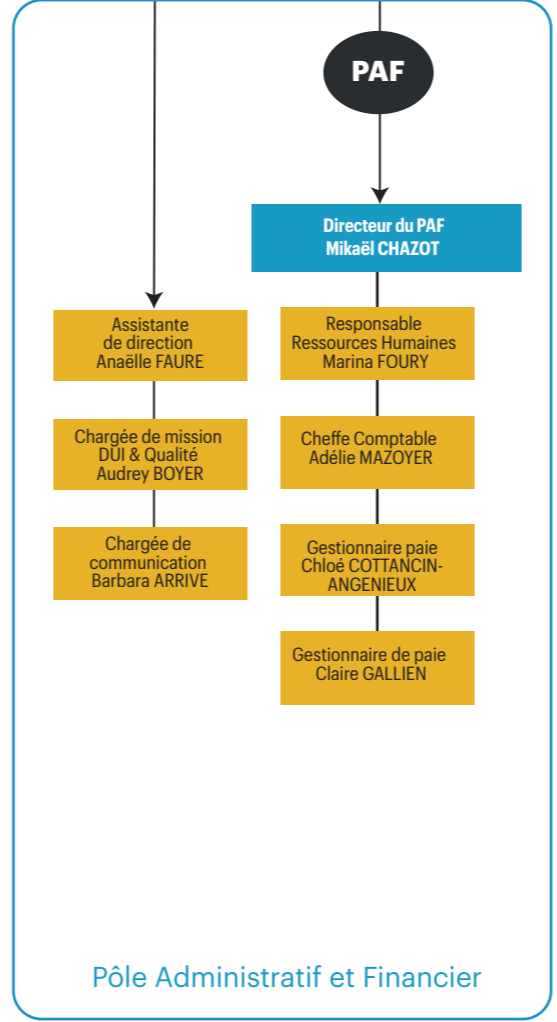 PAF
Directeur du PAF
Mikaël CHAZOT
Assistante
de direction
Anaëlle FAURE
Chargée de mission
DUI & Qualité
Audrey BOYER
Chargée de
communication
Barbara ARRIVE
Responsable
Ressources Humaines
Marina FOURY
Cheffe Comptable
Adélie MAZOYER
Gestionnaire paie
Chloé COTTANCIN-
ANGENIEUX
Gestionnaire de paie
Claire GALLIEN
Pôle Administratif et Financier